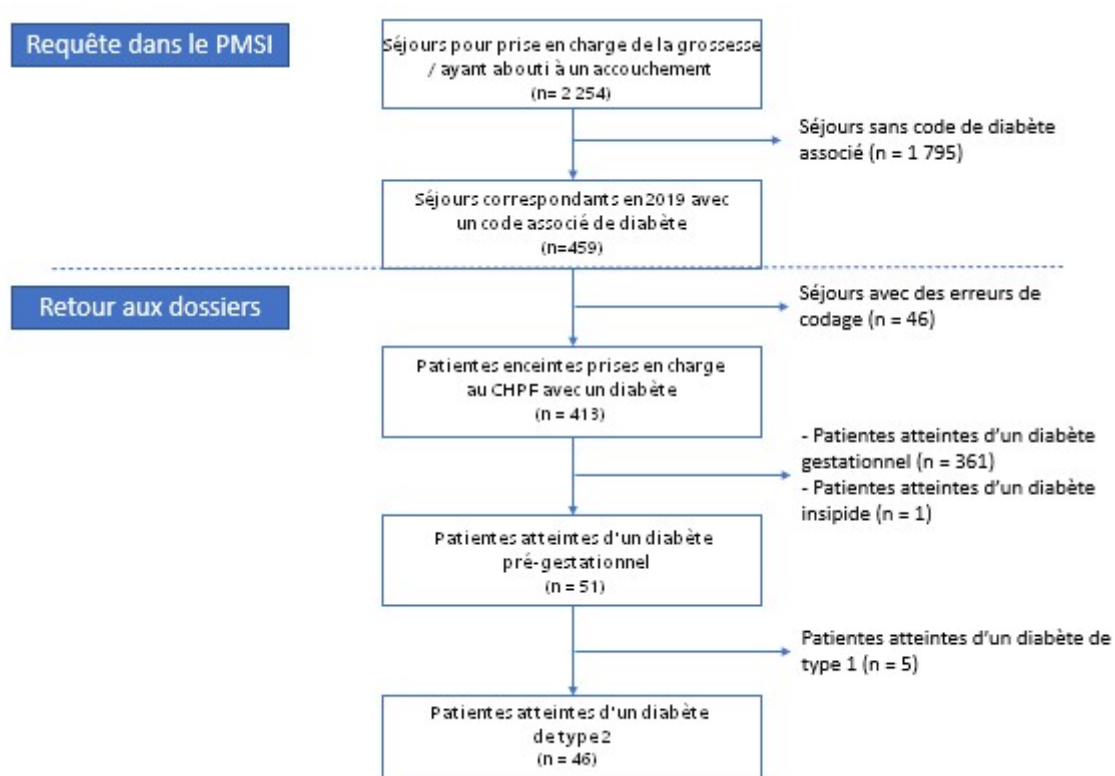 Requête dans le PMSI
Séjours pour prise en charge de la grossesse
/ ayant abouti à un accouchement
(n= 2 254)
Séjours sans code de diabète
associé (n = 1 795)
Séjours correspondants en 2019 avec
un code associé de diabète
(n=459)
Retour aux dossiers
Séjours avec des erreurs de
codage (n = 46)
Patientes enceintes prises en charge
au CHPF avec un diabète
(n = 413)
- Patientes atteintes d’un diabète
gestationnel (n = 361)
- Patientes atteintes d’un diabète
insipide (n = 1)
Patientes atteintes d'un diabète
pré-gestationnel
(n = 51)
Patientes atteintes d’un diabète de
type 1 (n = 5)
Patientes atteintes d'un diabète
de type 2
(n = 46)